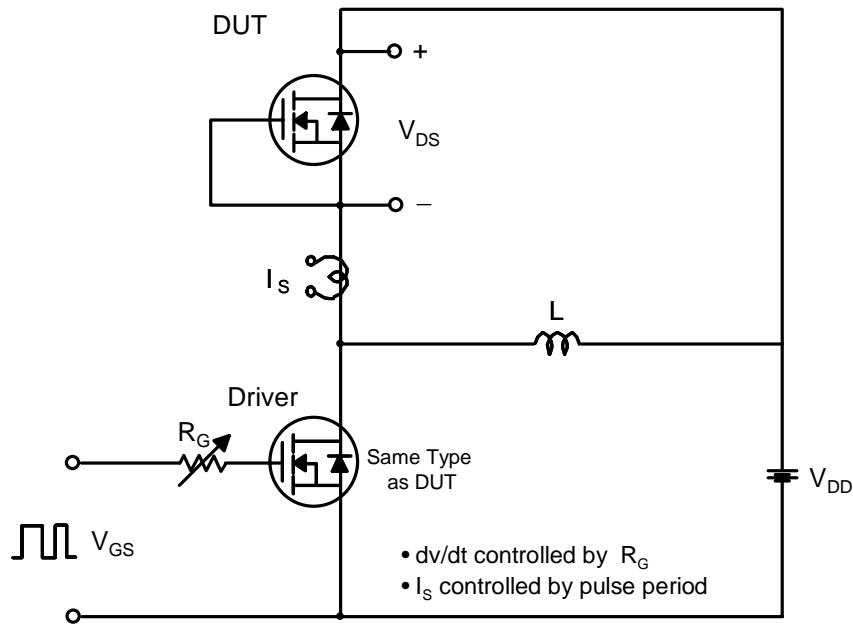 DUT
+
V_DS
−
I_S
L
Driver
R_G
Same Type
as DUT
V_DD
V_GS
• dv/dt controlled by R_G
• I_S controlled by pulse period